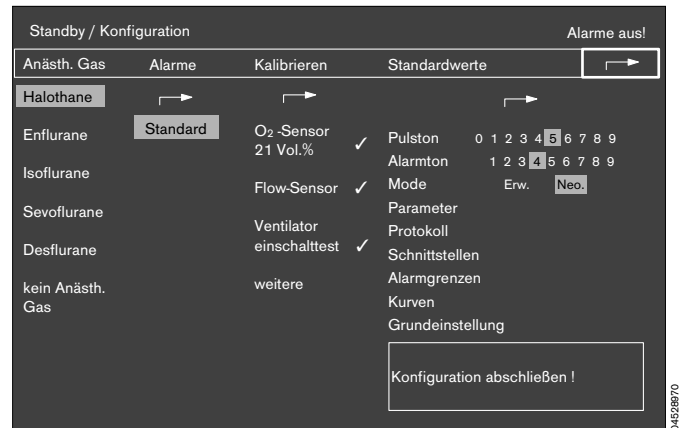 Standby / Konfiguration Alarme aus!
Anästh. Gas Alarme Kalibrieren Standardwerte
Halothane
Enflurane
Isoflurane
Sevoflurane
Desflurane
kein Anästh.
Gas
Standard
O2 -Sensor
21 Vol.% ✓
Flow-Sensor ✓
Ventilator
einschalttest ✓
weitere
Pulston 0 1 2 3 4 5 6 7 8 9
Alarmton 1 2 3 4 5 6 7 8 9
Mode Erw. Neo.
Parameter
Protokoll
Schnittstellen
Alarmgrenzen
Kurven
Grundeinstellung
Konfiguration abschließen !
04528970